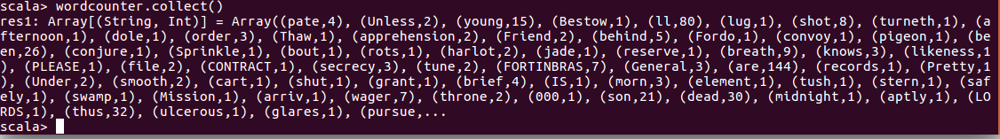 scala> wordcounter.collect()
res1: Array[(String, Int)] = Array((pate,4), (Unless,2), (young,15), (Bestow,1), (ll,80), (lug,1), (shot,8), (turneth,1), (a
fternoon,1), (dole,1), (order,3), (Thaw,1), (apprehension,2), (Friend,2), (behind,5), (Fordo,1), (convoy,1), (pigeon,1), (be
en,26), (conjure,1), (Sprinkle,1), (bout,1), (rots,1), (harlot,2), (jade,1), (reserve,1), (breath,9), (knows,3), (likeness,1
), (PLEASE,1), (file,2), (CONTRACT,1), (secrecy,3), (tune,2), (FORTINBRAS,7), (General,3), (are,144), (records,1), (Pretty,1
), (Under,2), (smooth,2), (cart,1), (shut,1), (grant,1), (brief,4), (IS,1), (morn,3), (element,1), (tush,1), (stern,1), (saf
ely,1), (swamp,1), (Mission,1), (arriv,1), (wager,7), (throne,2), (000,1), (son,21), (dead,30), (midnight,1), (aptly,1), (LO
RDS,1), (thus,32), (ulcerous,1), (glares,1), (pursue,...
scala>